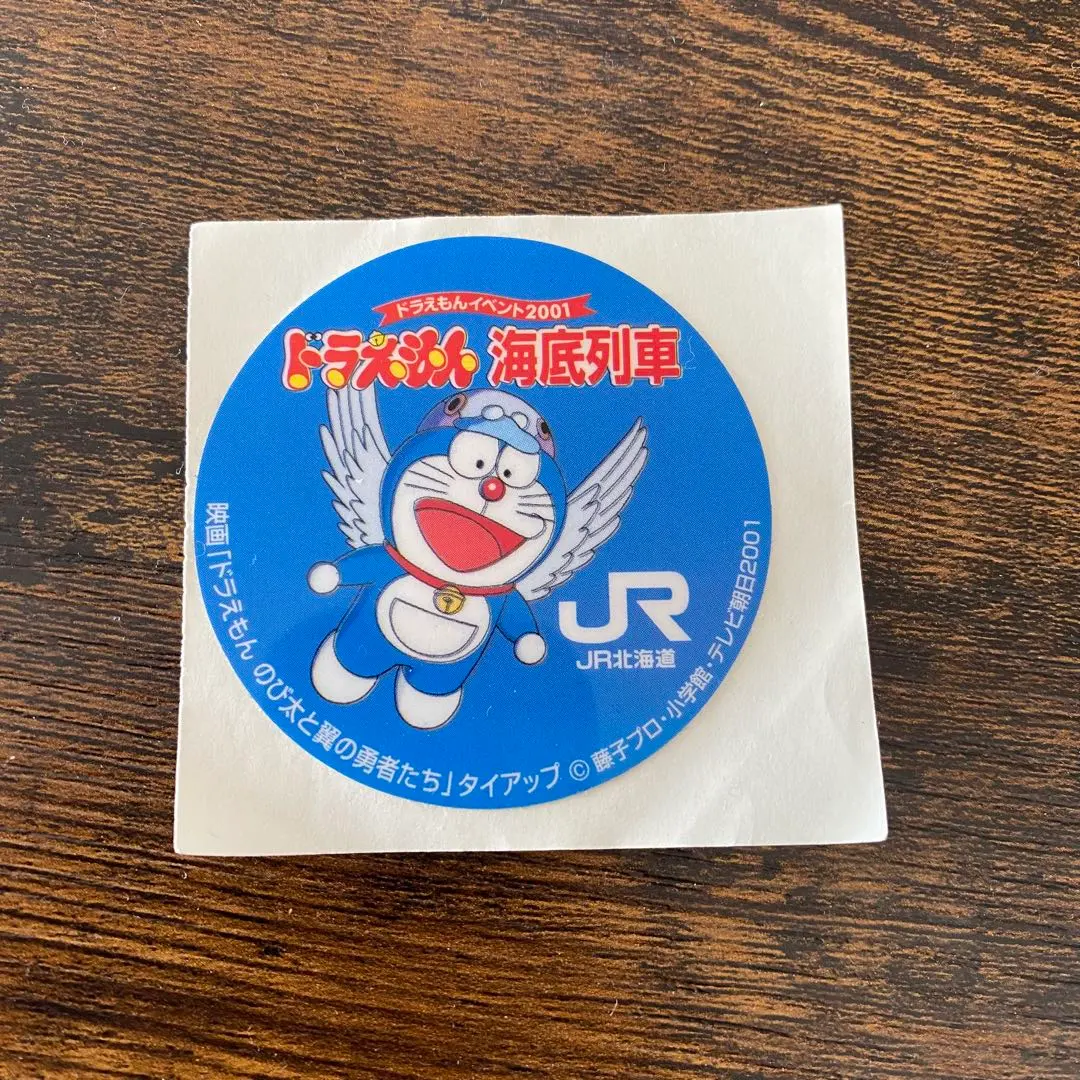 ドラえもんイベント2001
ドラえもん 海底列車
JR
JR北海道
映画「ドラえもん のび太と翼の勇者たち」タイアップ © 藤子プロ・小学館・テレビ朝日2001